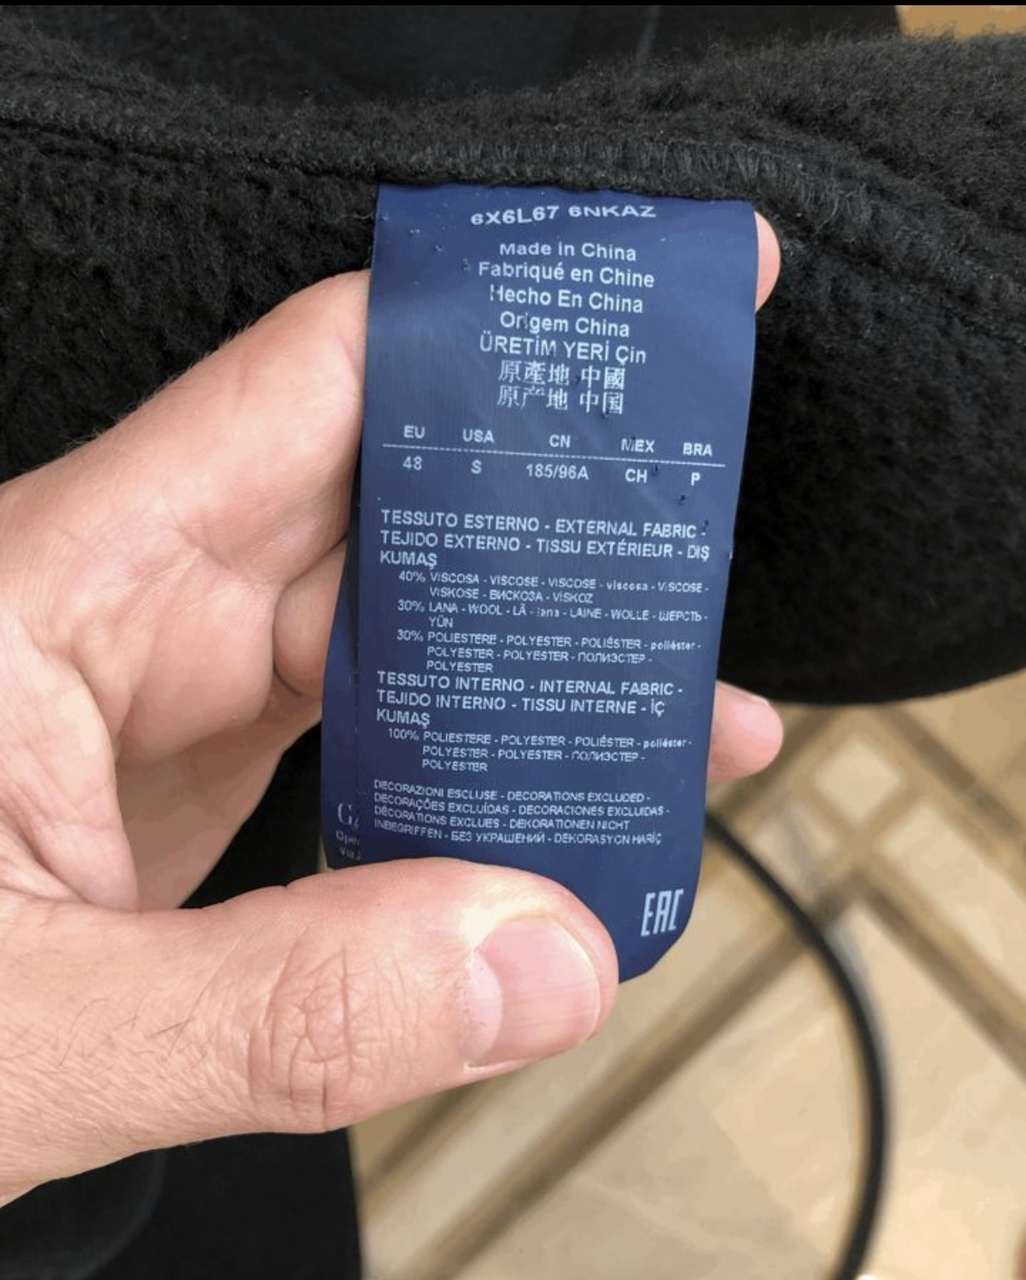 6X6L67 6NKAZ
Made in China
Fabriqué en Chine
Hecho En China
Origem China
ÜRETİM YERİ Çin
原產地 中國
原产地 中国
EU USA CN MEX BRA
48 S 185/96A CH P
TESSUTO ESTERNO - EXTERNAL FABRIC -
TEJIDO EXTERNO - TISSU EXTÉRIEUR - DIŞ
KUMAŞ
40% VISCOSA - VISCOSE - VISCOSE - viscosa - VISCOSE -
VISKOSE - ВИСКОЗА - VİSKOZ
30% LANA - WOOL - LÃ - lana - LAINE - WOLLE - ШЕРСТЬ -
YÜN
30% POLIESTERE - POLYESTER - POLIÉSTER - poliéster -
POLYESTER - POLYESTER - ПОЛИЭСТЕР -
POLYESTER
TESSUTO INTERNO - INTERNAL FABRIC -
TEJIDO INTERNO - TISSU INTERNE - İÇ
KUMAŞ
100% POLIESTERE - POLYESTER - POLIÉSTER - poliéster -
POLYESTER - POLYESTER - ПОЛИЭСТЕР -
POLYESTER
DECORAZIONI ESCLUSE - DECORATIONS EXCLUDED -
DECORAÇÕES EXCLUÍDAS - DECORACIONES EXCLUIDAS -
DÉCORATIONS EXCLUES - DEKORATIONEN NICHT
INBEGRIFFEN - БЕЗ УКРАШЕНИЙ - DEKORASYON HARİÇ
EAC